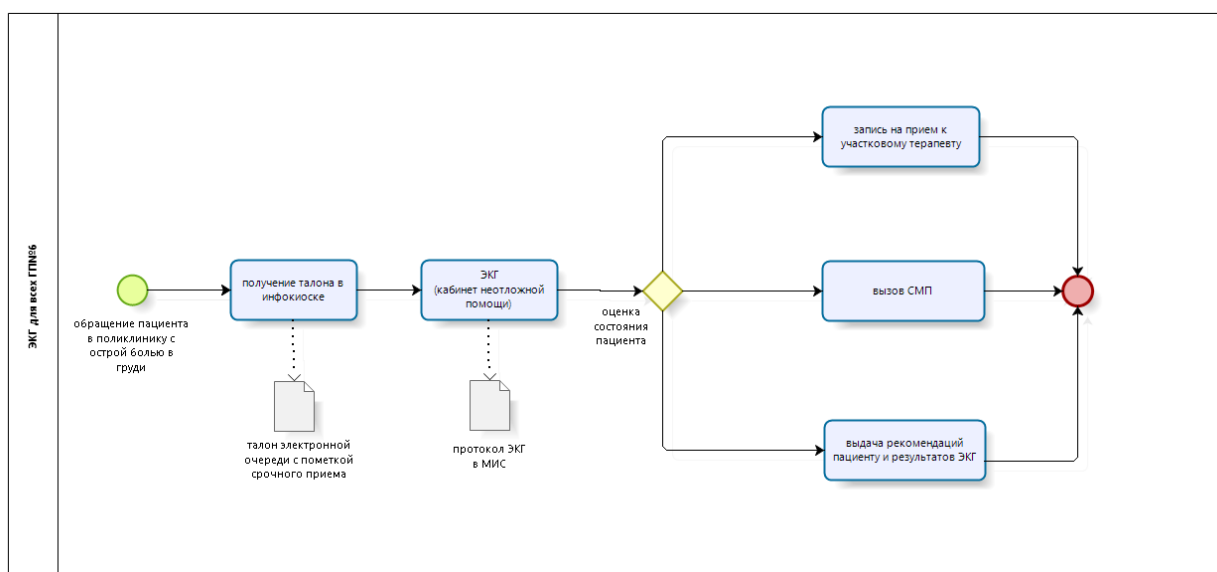 ЭКГ для всех ГП№6
обращение пациента
в поликлинику с
острой болью в
груди
получение талона в
инфокиоске
талон электронной
очереди с пометкой
срочного приема
ЭКГ
(кабинет неотложной
помощи)
протокол ЭКГ
в МИС
оценка
состояния
пациента
запись на прием к
участковому терапевту
вызов СМП
выдача рекомендаций
пациенту и результатов ЭКГ